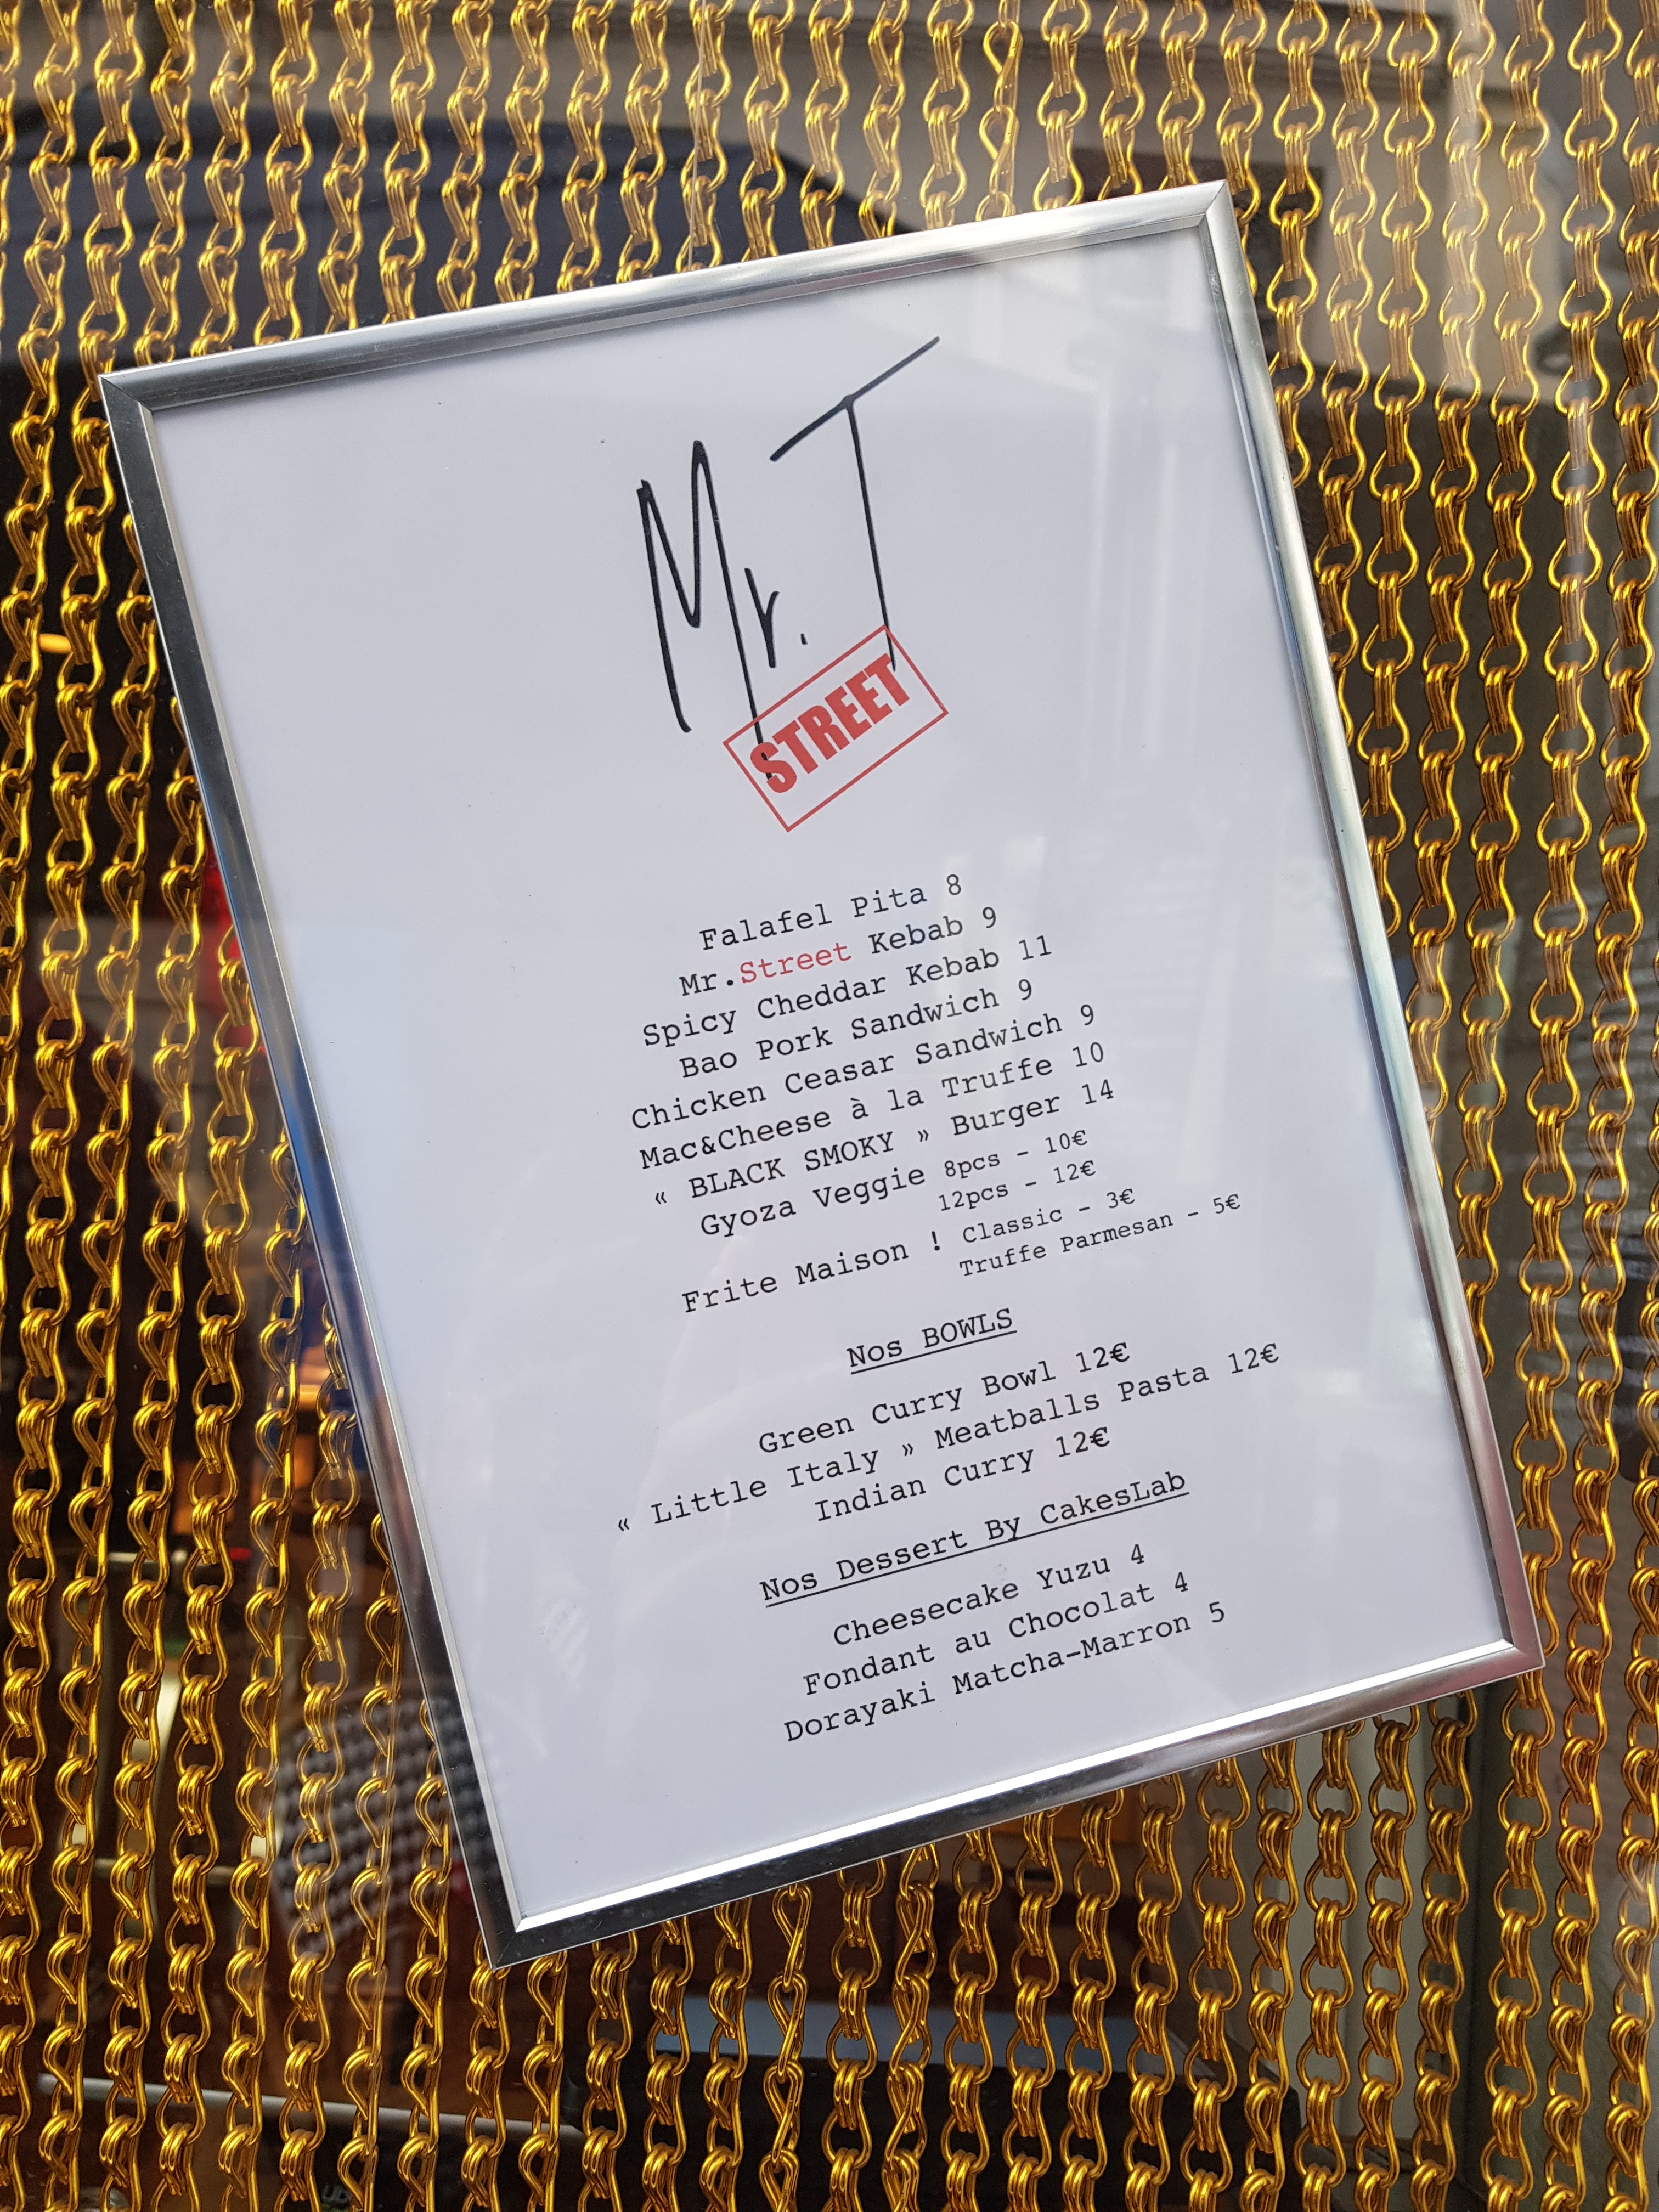 Mr. T
STREET
Falafel Pita 8
Mr.Street Kebab 9
Spicy Cheddar Kebab 11
Bao Pork Sandwich 9
Chicken Ceasar Sandwich 9
Mac&Cheese à la Truffe 10
« BLACK SMOKY » Burger 14
Gyoza Veggie 8pcs - 10€
12pcs - 12€
Frite Maison ! Classic - 3€
Truffe Parmesan - 5€
Nos BOWLS
Green Curry Bowl 12€
« Little Italy » Meatballs Pasta 12€
Indian Curry 12€
Nos Dessert By CakesLab
Cheesecake Yuzu 4
Fondant au Chocolat 4
Dorayaki Matcha-Marron 5